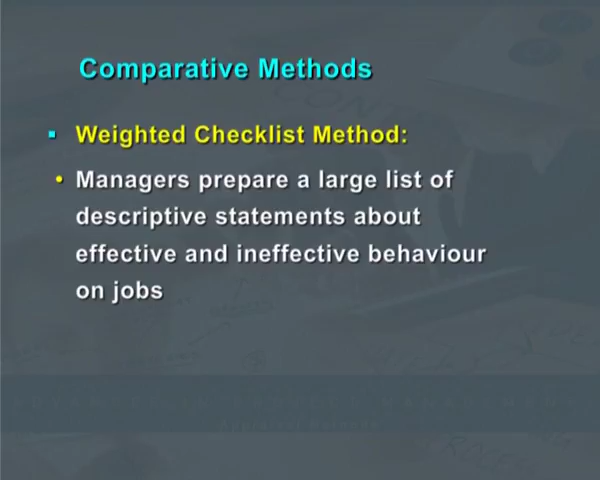 Comparative Methods
Weighted Checklist Method:
Managers prepare a large list of
descriptive statements about
effective and ineffective behaviour
on jobs